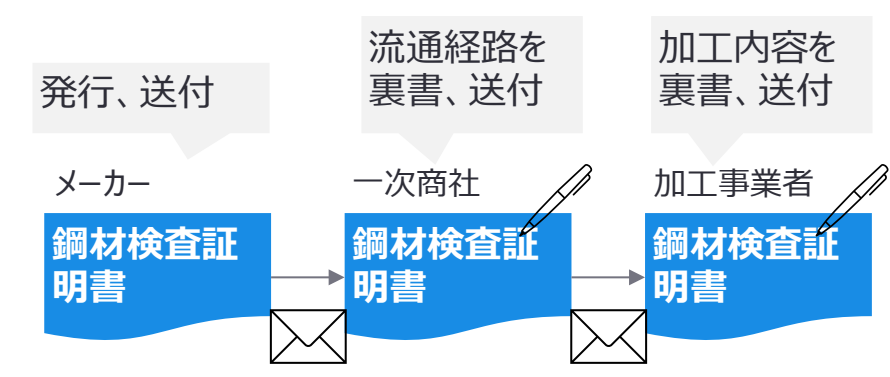 発行、送付
流通経路を
裏書、送付
加工内容を
裏書、送付
メーカー
一次商社
加工事業者
鋼材検査証
明書
鋼材検査証
明書
鋼材検査証
明書